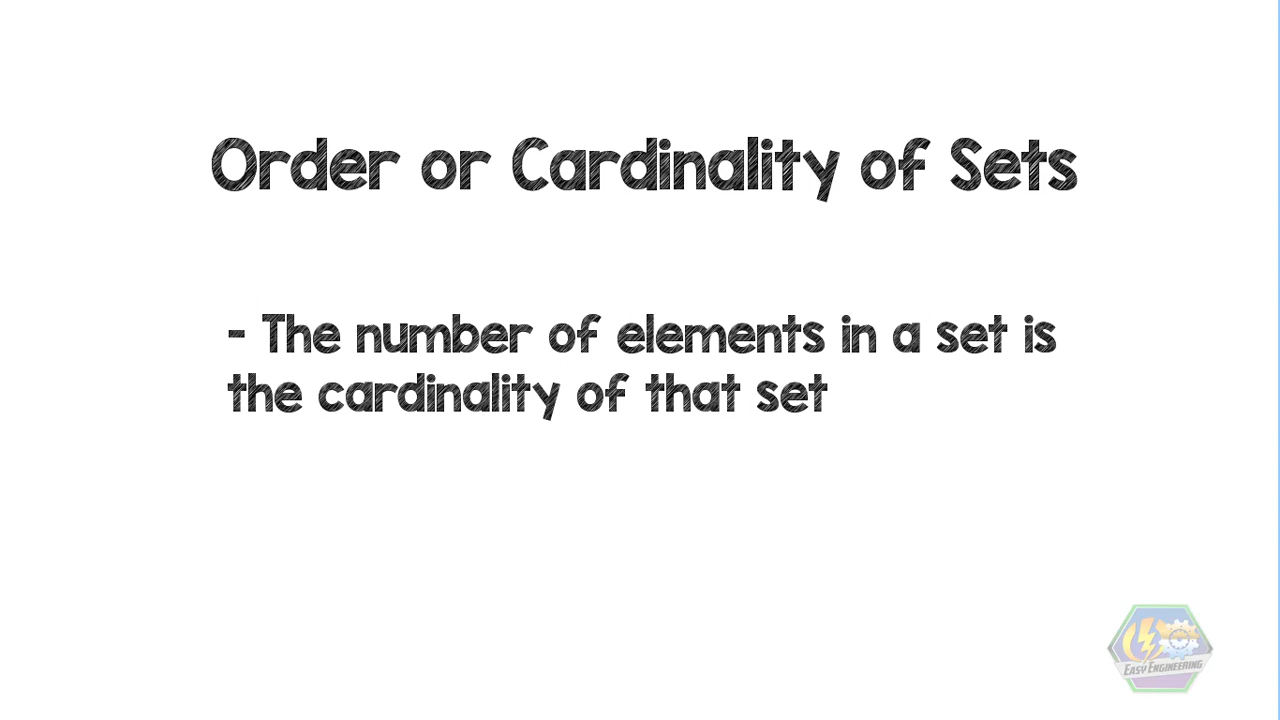 Order or Cardinality of Sets
- The number of elements in a set is
the cardinality of that set
EASY ENGINEERING